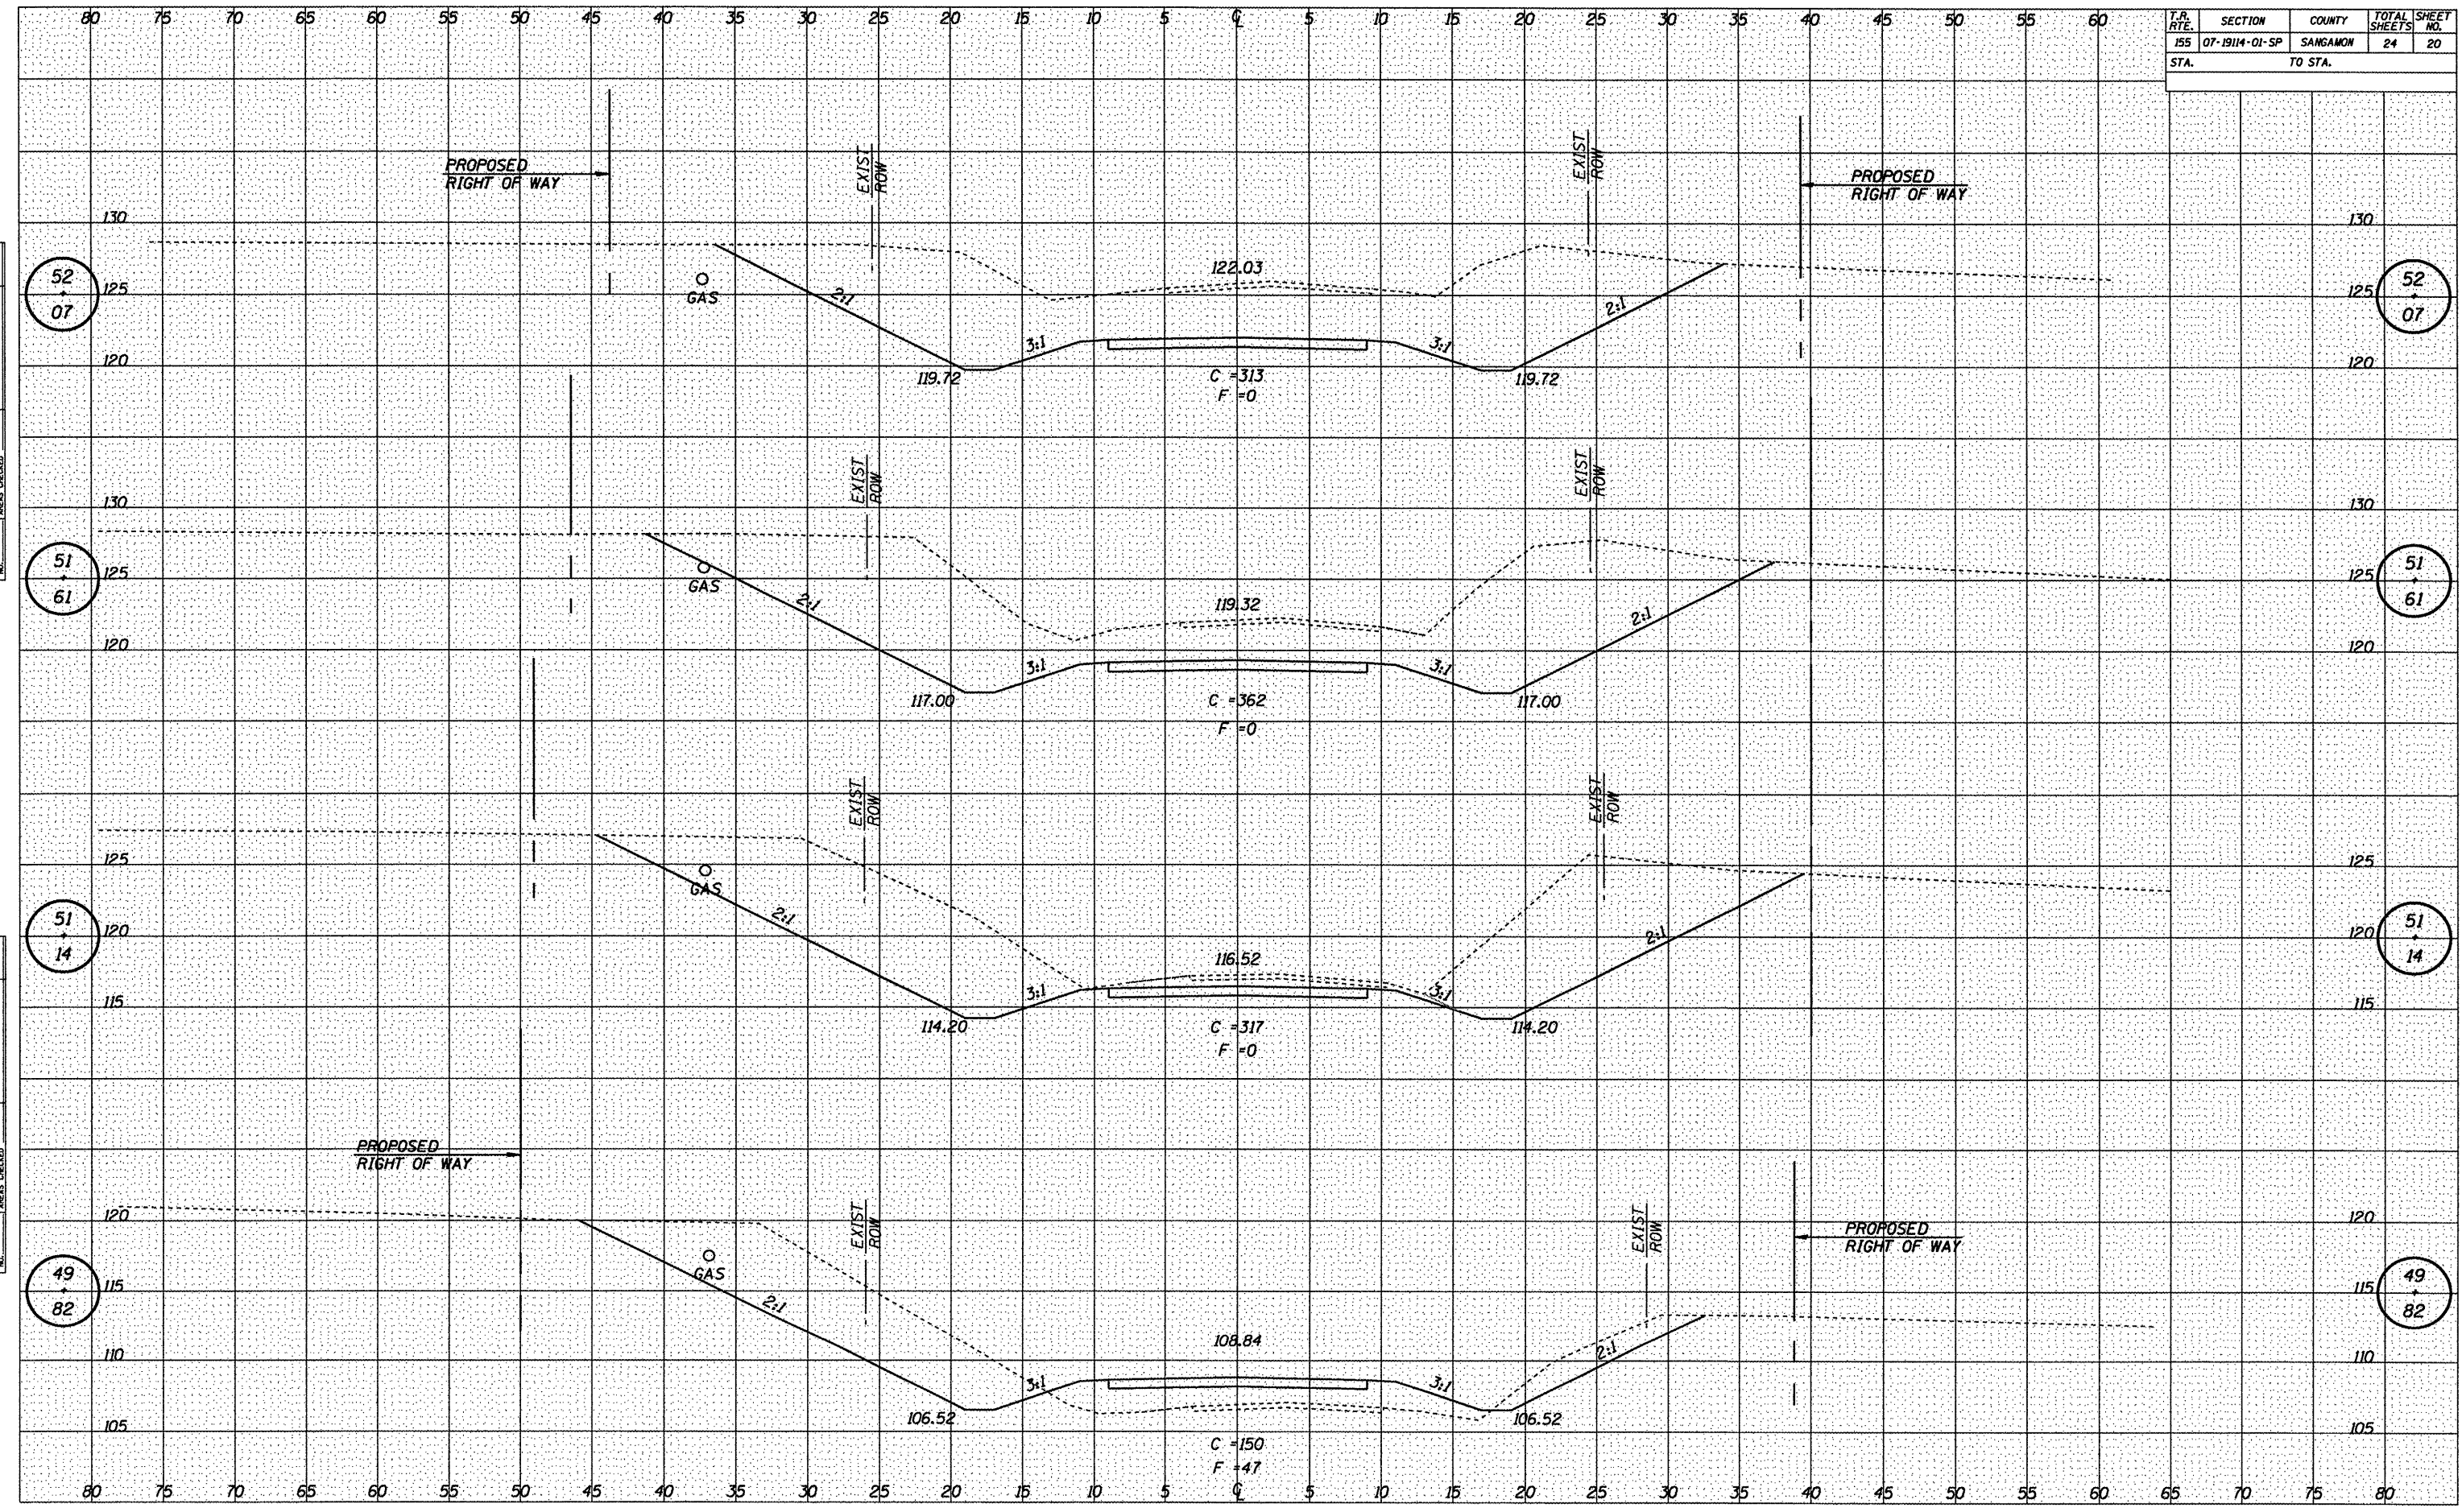 80 75 70 65 60 55 50 45 40 35 30 25 20 15 10 5 ℄ 5 10 15 20 25 30 35 40 45 50 55 60
T.R. RTE. SECTION COUNTY TOTAL SHEETS SHEET NO.
155 07-19114-01-SP SANGAMON 24 20
STA. TO STA.
PROPOSED
RIGHT OF WAY
EXIST
ROW
EXIST
ROW
PROPOSED
RIGHT OF WAY
130 130
122.03
52
+
07
125
GAS
2:1
2:1
125
52
+
07
3:1
3:1
120 120
119.72
C =313
119.72
F =0
EXIST
ROW
EXIST
ROW
130 130
51
+
61
125
GAS
125
51
+
61
2:1
119.32
2:1
120 120
3:1
3:1
117.00
C =362
117.00
F =0
EXIST
ROW
EXIST
ROW
125 125
GAS
51
+
14
120
2:1
2:1
120
51
+
14
116.52
3:1
3:1
115 115
114.20
C =317
114.20
F =0
PROPOSED
RIGHT OF WAY
EXIST
ROW
EXIST
ROW
PROPOSED
RIGHT OF WAY
120 120
GAS
49
+
82
115
115
49
+
82
2:1
108.84
2:1
110 110
3:1
3:1
106.52
106.52
105 105
C =150
F =47
80 75 70 65 60 55 50 45 40 35 30 25 20 15 10 5 ℄ 5 10 15 20 25 30 35 40 45 50 55 60 65 70 75 80